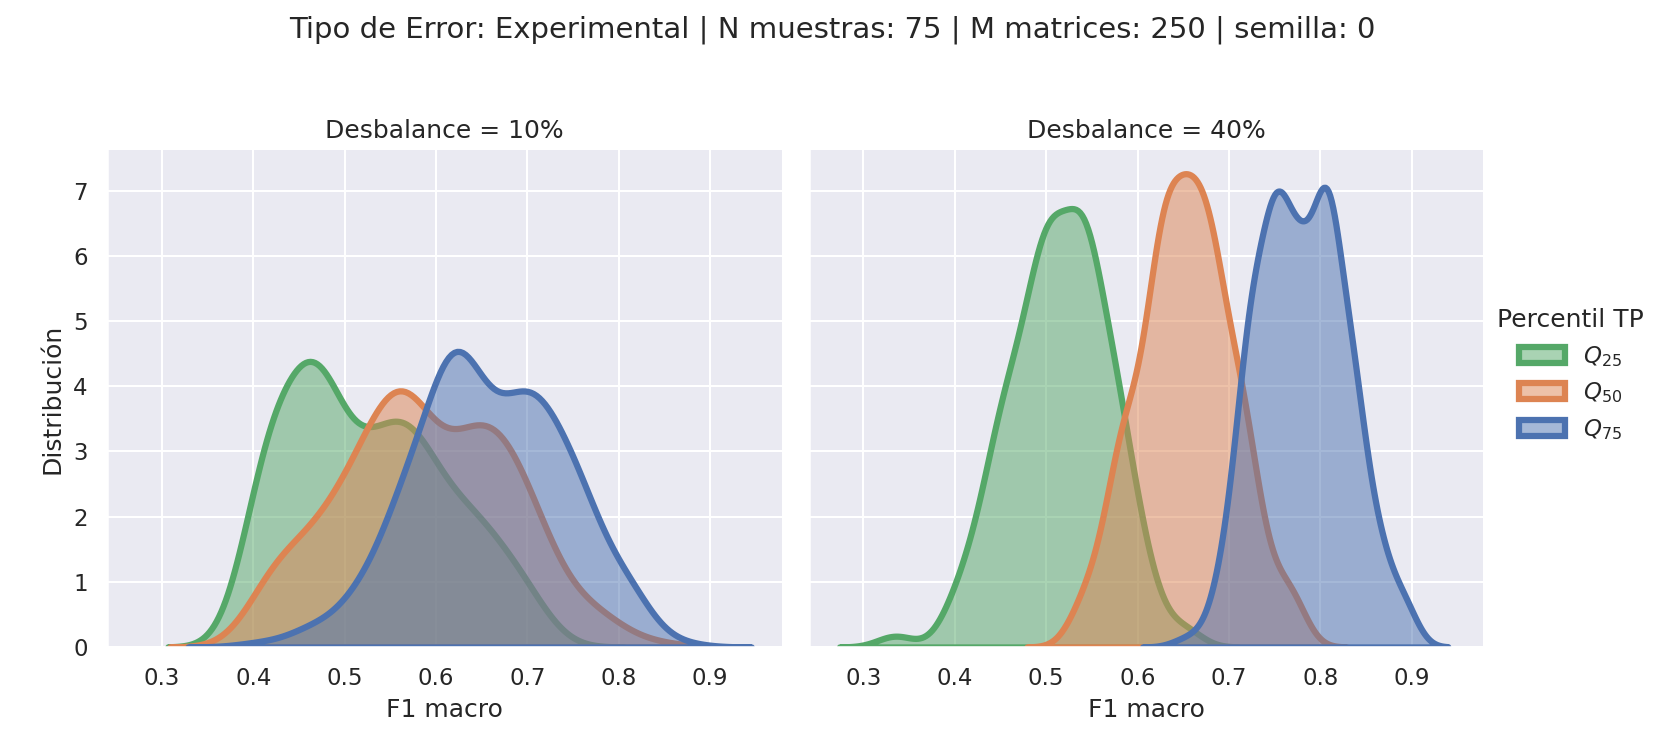 Tipo de Error: Experimental | N muestras: 75 | M matrices: 250 | semilla: 0
Desbalance = 10%
Desbalance = 40%
Distribución
7
6
5
4
3
2
1
0
0.3 0.4 0.5 0.6 0.7 0.8 0.9
0.3 0.4 0.5 0.6 0.7 0.8 0.9
F1 macro
F1 macro
Percentil TP
Q25
Q50
Q75